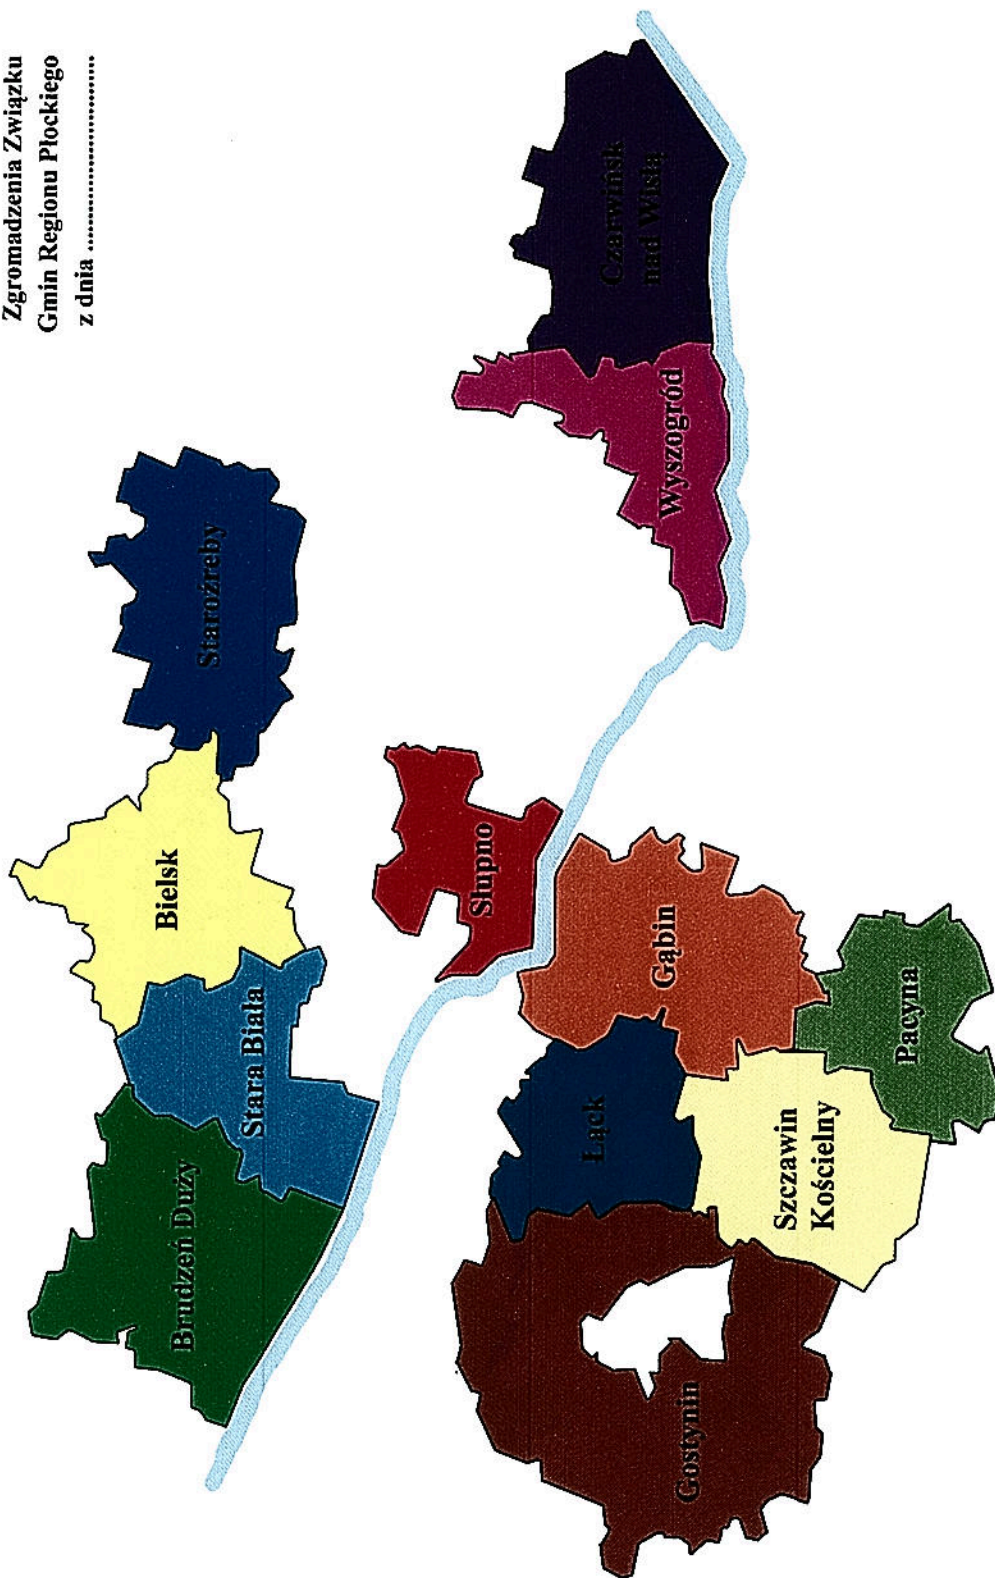 Zgromadzenia Związku
Gmin Regionu Płockiego
z dnia ..............................
Brudzeń Duży
Stara Biała
Bielsk
Staroźreby
Słupno
Wyszogród
Czarwińsk
nad Wisłą
Gostynin
Łąck
Gąbin
Szczawin
Kościelny
Pacyna